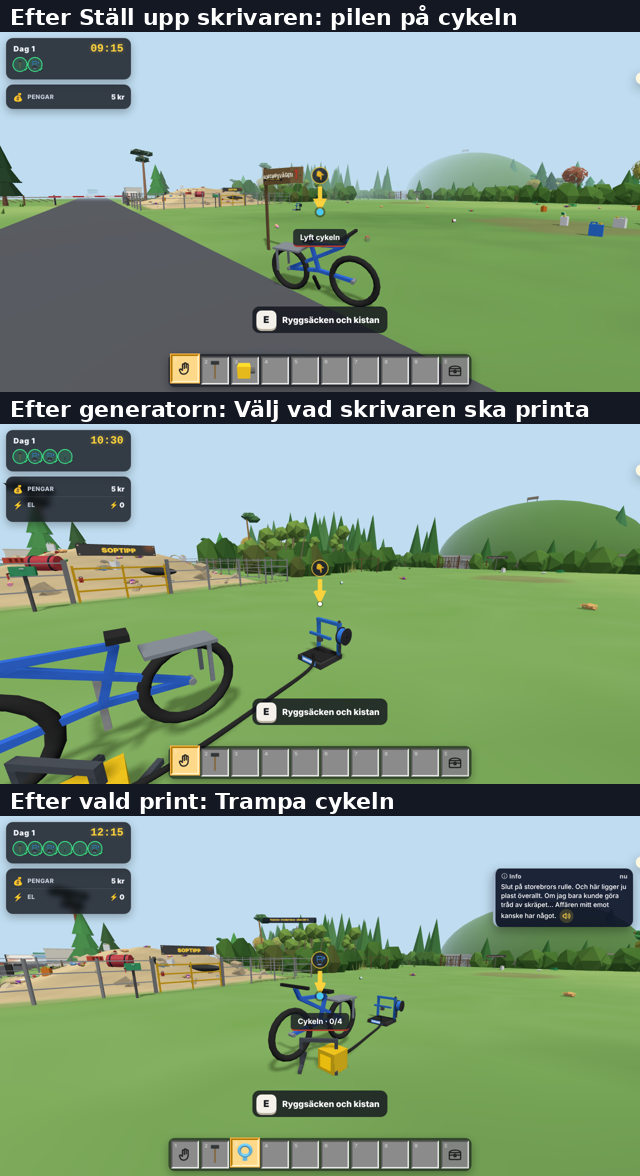 Efter Ställ upp skrivaren: pilen på cykeln
Dag 1 09:15
PENGAR 5 kr
Lyft cykeln
E Ryggsäcken och kistan
Efter generatorn: Välj vad skrivaren ska printa
Dag 1 10:30
PENGAR 5 kr
EL 0
SOPTIPP
E Ryggsäcken och kistan
Efter vald print: Trampa cykeln
Dag 1 12:15
PENGAR 5 kr
EL 0
Info nu
Slut på storebrors rulle. Och här ligger ju
plast överallt. Om jag bara kunde göra
tråd av skräpet... Affären mitt emot
kanske har något.
SOPTIPP
Cykeln · 0/4
E Ryggsäcken och kistan